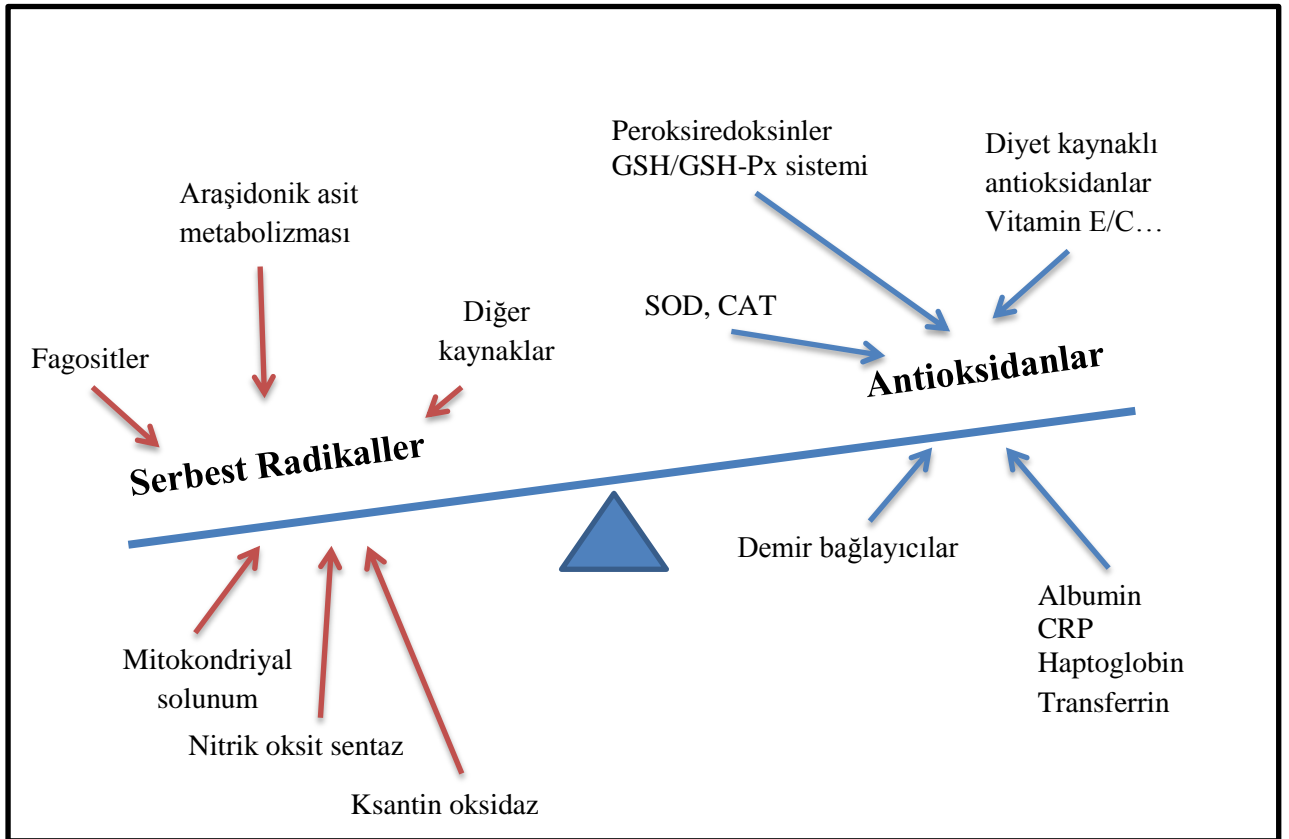 Peroksiredoksinler
GSH/GSH-Px sistemi
Diyet kaynaklı
antioksidanlar
Vitamin E/C…
Araşidonik asit
metabolizması
SOD, CAT
Diğer
kaynaklar
Fagositler
Antioksidanlar
Serbest Radikaller
Demir bağlayıcılar
Albumin
CRP
Haptoglobin
Transferrin
Mitokondriyal
solunum
Nitrik oksit sentaz
Ksantin oksidaz